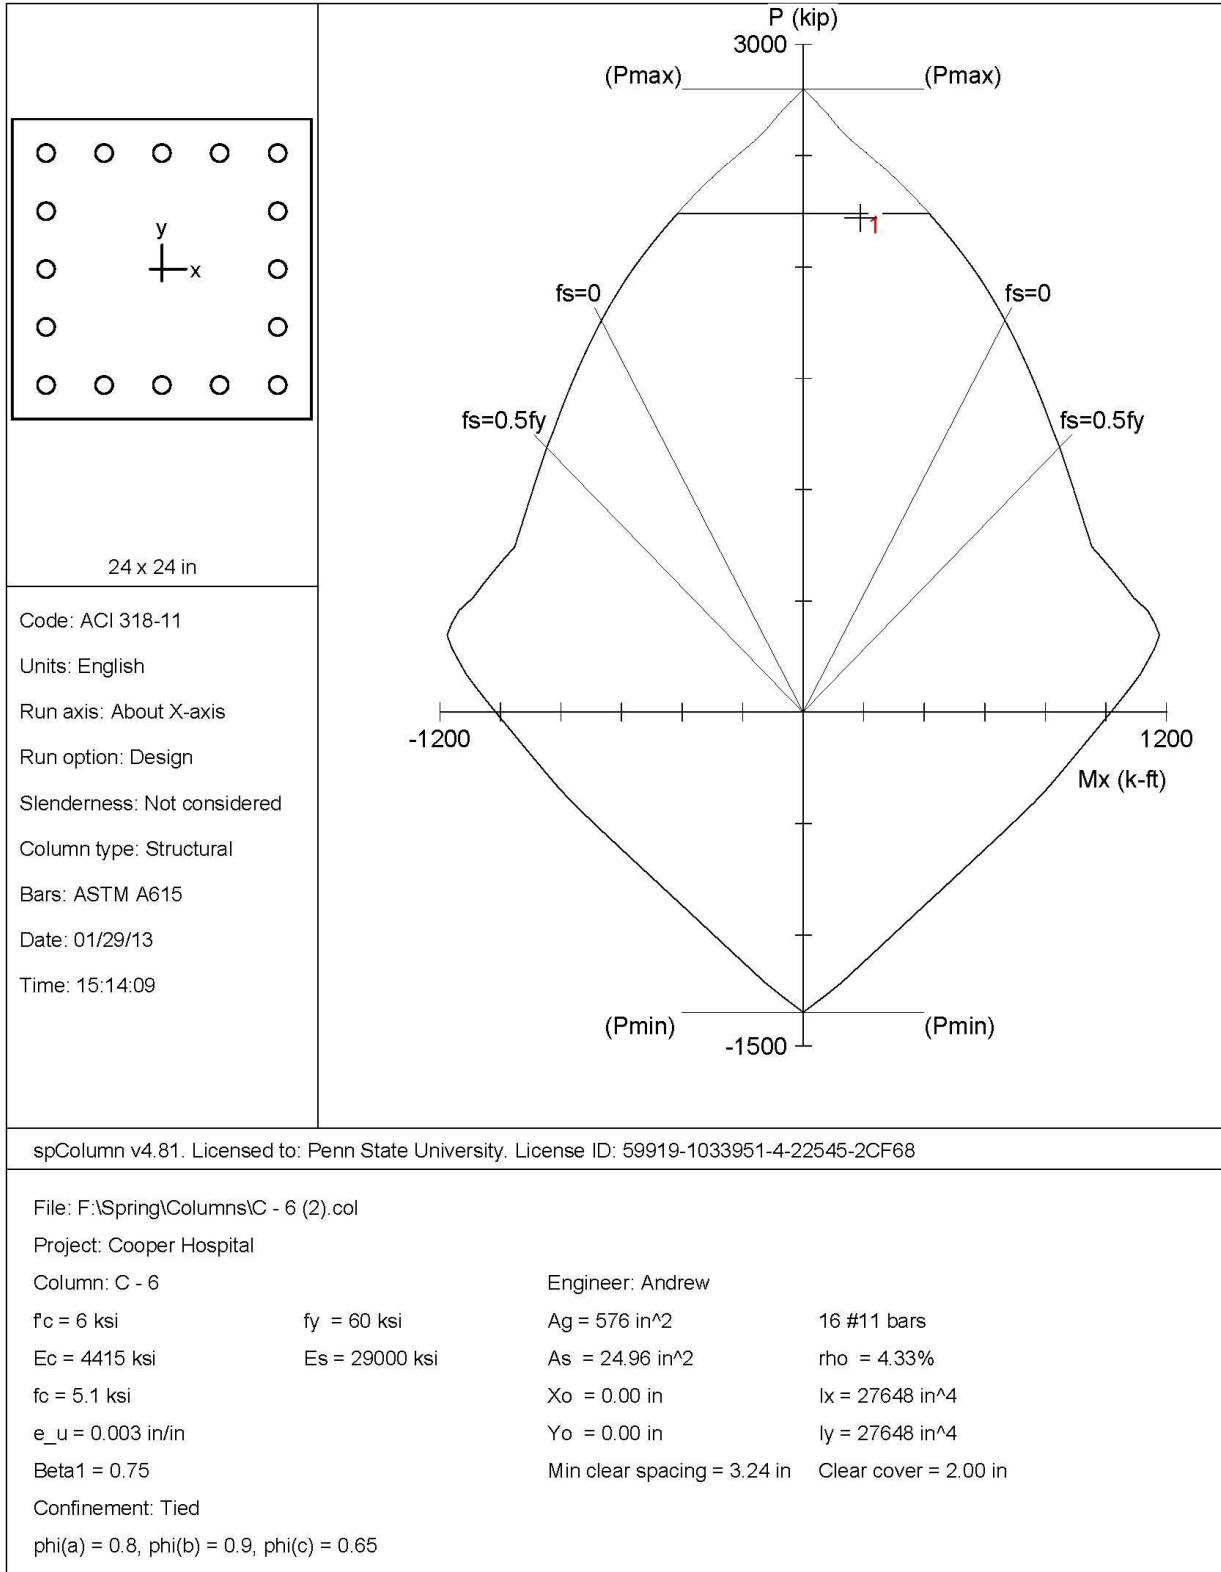 P (kip)
3000
(Pmax)
(Pmax)
1
y
x
fs=0
fs=0
fs=0.5fy
fs=0.5fy
24 x 24 in
-1200
1200
Mx (k-ft)
(Pmin)
(Pmin)
-1500
Code: ACI 318-11
Units: English
Run axis: About X-axis
Run option: Design
Slenderness: Not considered
Column type: Structural
Bars: ASTM A615
Date: 01/29/13
Time: 15:14:09
spColumn v4.81. Licensed to: Penn State University. License ID: 59919-1033951-4-22545-2CF68
File: F:\Spring\Columns\C - 6 (2).col
Project: Cooper Hospital
Column: C - 6 Engineer: Andrew
f'c = 6 ksi fy = 60 ksi Ag = 576 in^2 16 #11 bars
Ec = 4415 ksi Es = 29000 ksi As = 24.96 in^2 rho = 4.33%
fc = 5.1 ksi Xo = 0.00 in Ix = 27648 in^4
e_u = 0.003 in/in Yo = 0.00 in Iy = 27648 in^4
Beta1 = 0.75 Min clear spacing = 3.24 in Clear cover = 2.00 in
Confinement: Tied
phi(a) = 0.8, phi(b) = 0.9, phi(c) = 0.65